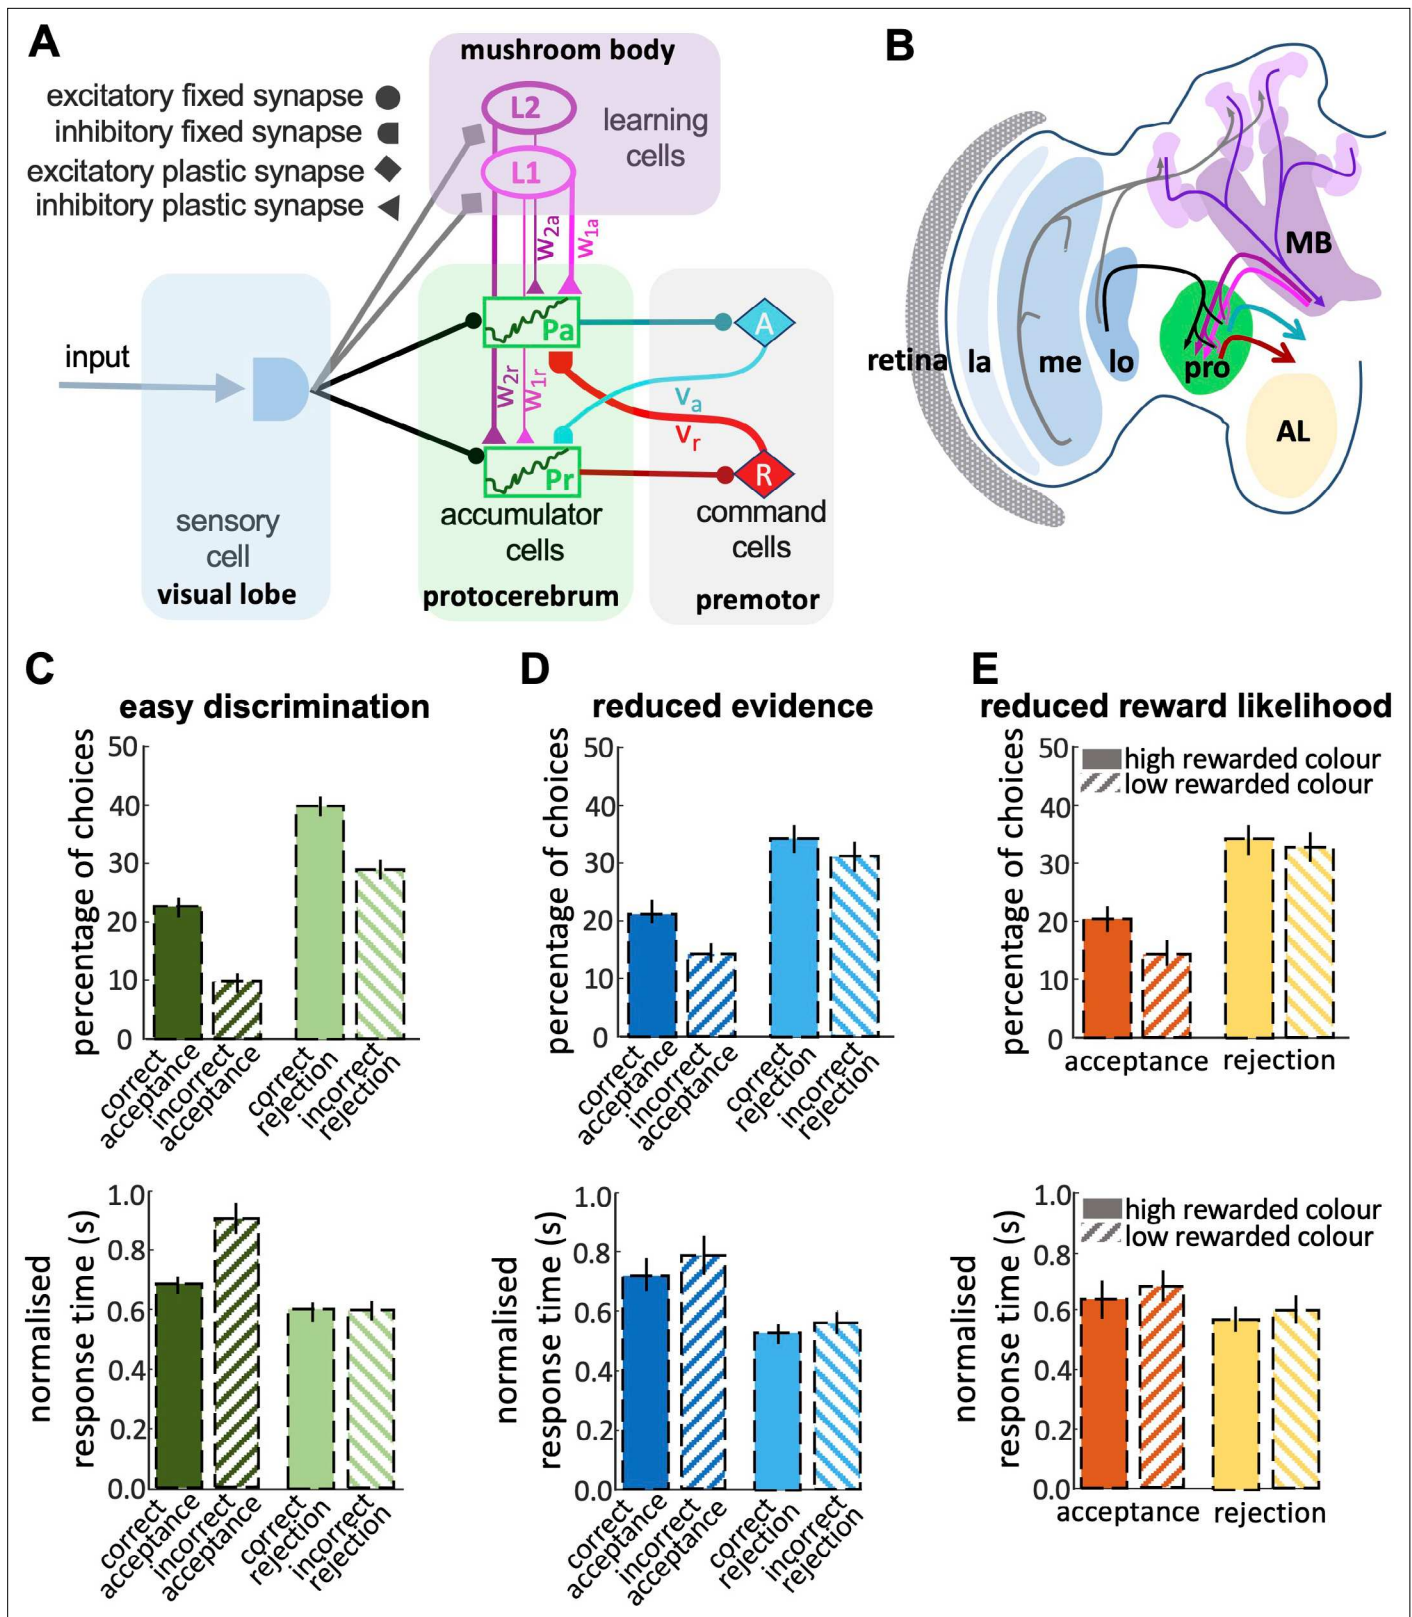 A
mushroom body
excitatory fixed synapse
inhibitory fixed synapse
excitatory plastic synapse
inhibitory plastic synapse
L2
L1
learning
cells
w2a
w1a
input
Pa
A
w2r
w1r
va
vr
Pr
R
sensory
cell
visual lobe
accumulator
cells
protocerebrum
command
cells
premotor
B
MB
retina
la
me
lo
pro
AL
C
easy discrimination
percentage of choices
50
40
30
20
10
0
correct
acceptance
incorrect
acceptance
correct
rejection
incorrect
rejection
normalised
response time (s)
1.0
0.8
0.6
0.4
0.2
0.0
correct
acceptance
incorrect
acceptance
correct
rejection
incorrect
rejection
D
reduced evidence
percentage of choices
50
40
30
20
10
0
correct
acceptance
incorrect
acceptance
correct
rejection
incorrect
rejection
normalised
response time (s)
1.0
0.8
0.6
0.4
0.2
0.0
correct
acceptance
incorrect
acceptance
correct
rejection
incorrect
rejection
E
reduced reward likelihood
percentage of choices
50
40
30
20
10
0
high rewarded colour
low rewarded colour
acceptance
rejection
normalised
response time (s)
1.0
0.8
0.6
0.4
0.2
0.0
high rewarded colour
low rewarded colour
acceptance
rejection